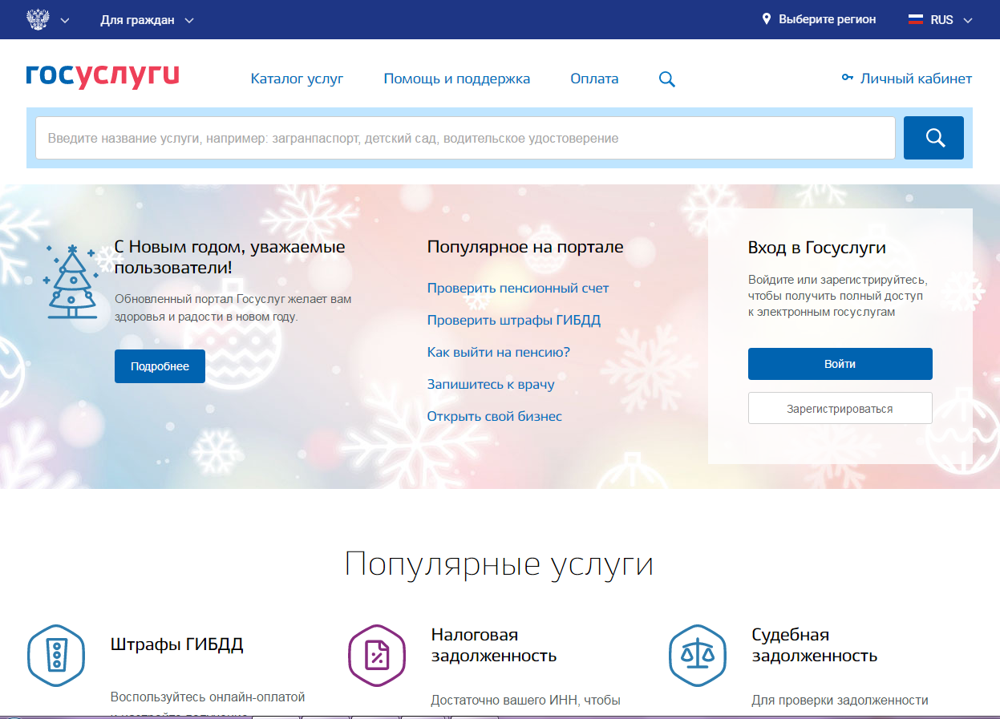 Для граждан
Выберите регион
RUS
госуслуги
Каталог услуг
Помощь и поддержка
Оплата
Личный кабинет
Введите название услуги, например: загранпаспорт, детский сад, водительское удостоверение
С Новым годом, уважаемые
пользователи!
Обновленный портал Госуслуг желает вам
здоровья и радости в новом году.
Подробнее
Популярное на портале
Проверить пенсионный счет
Проверить штрафы ГИБДД
Как выйти на пенсию?
Запишитесь к врачу
Открыть свой бизнес
Вход в Госуслуги
Войдите или зарегистрируйтесь,
чтобы получить полный доступ
к электронным госуслугам
Войти
Зарегистрироваться
Популярные услуги
Штрафы ГИБДД
Воспользуйтесь онлайн-оплатой
Налоговая
задолженность
Достаточно вашего ИНН, чтобы
Судебная
задолженность
Для проверки задолженности